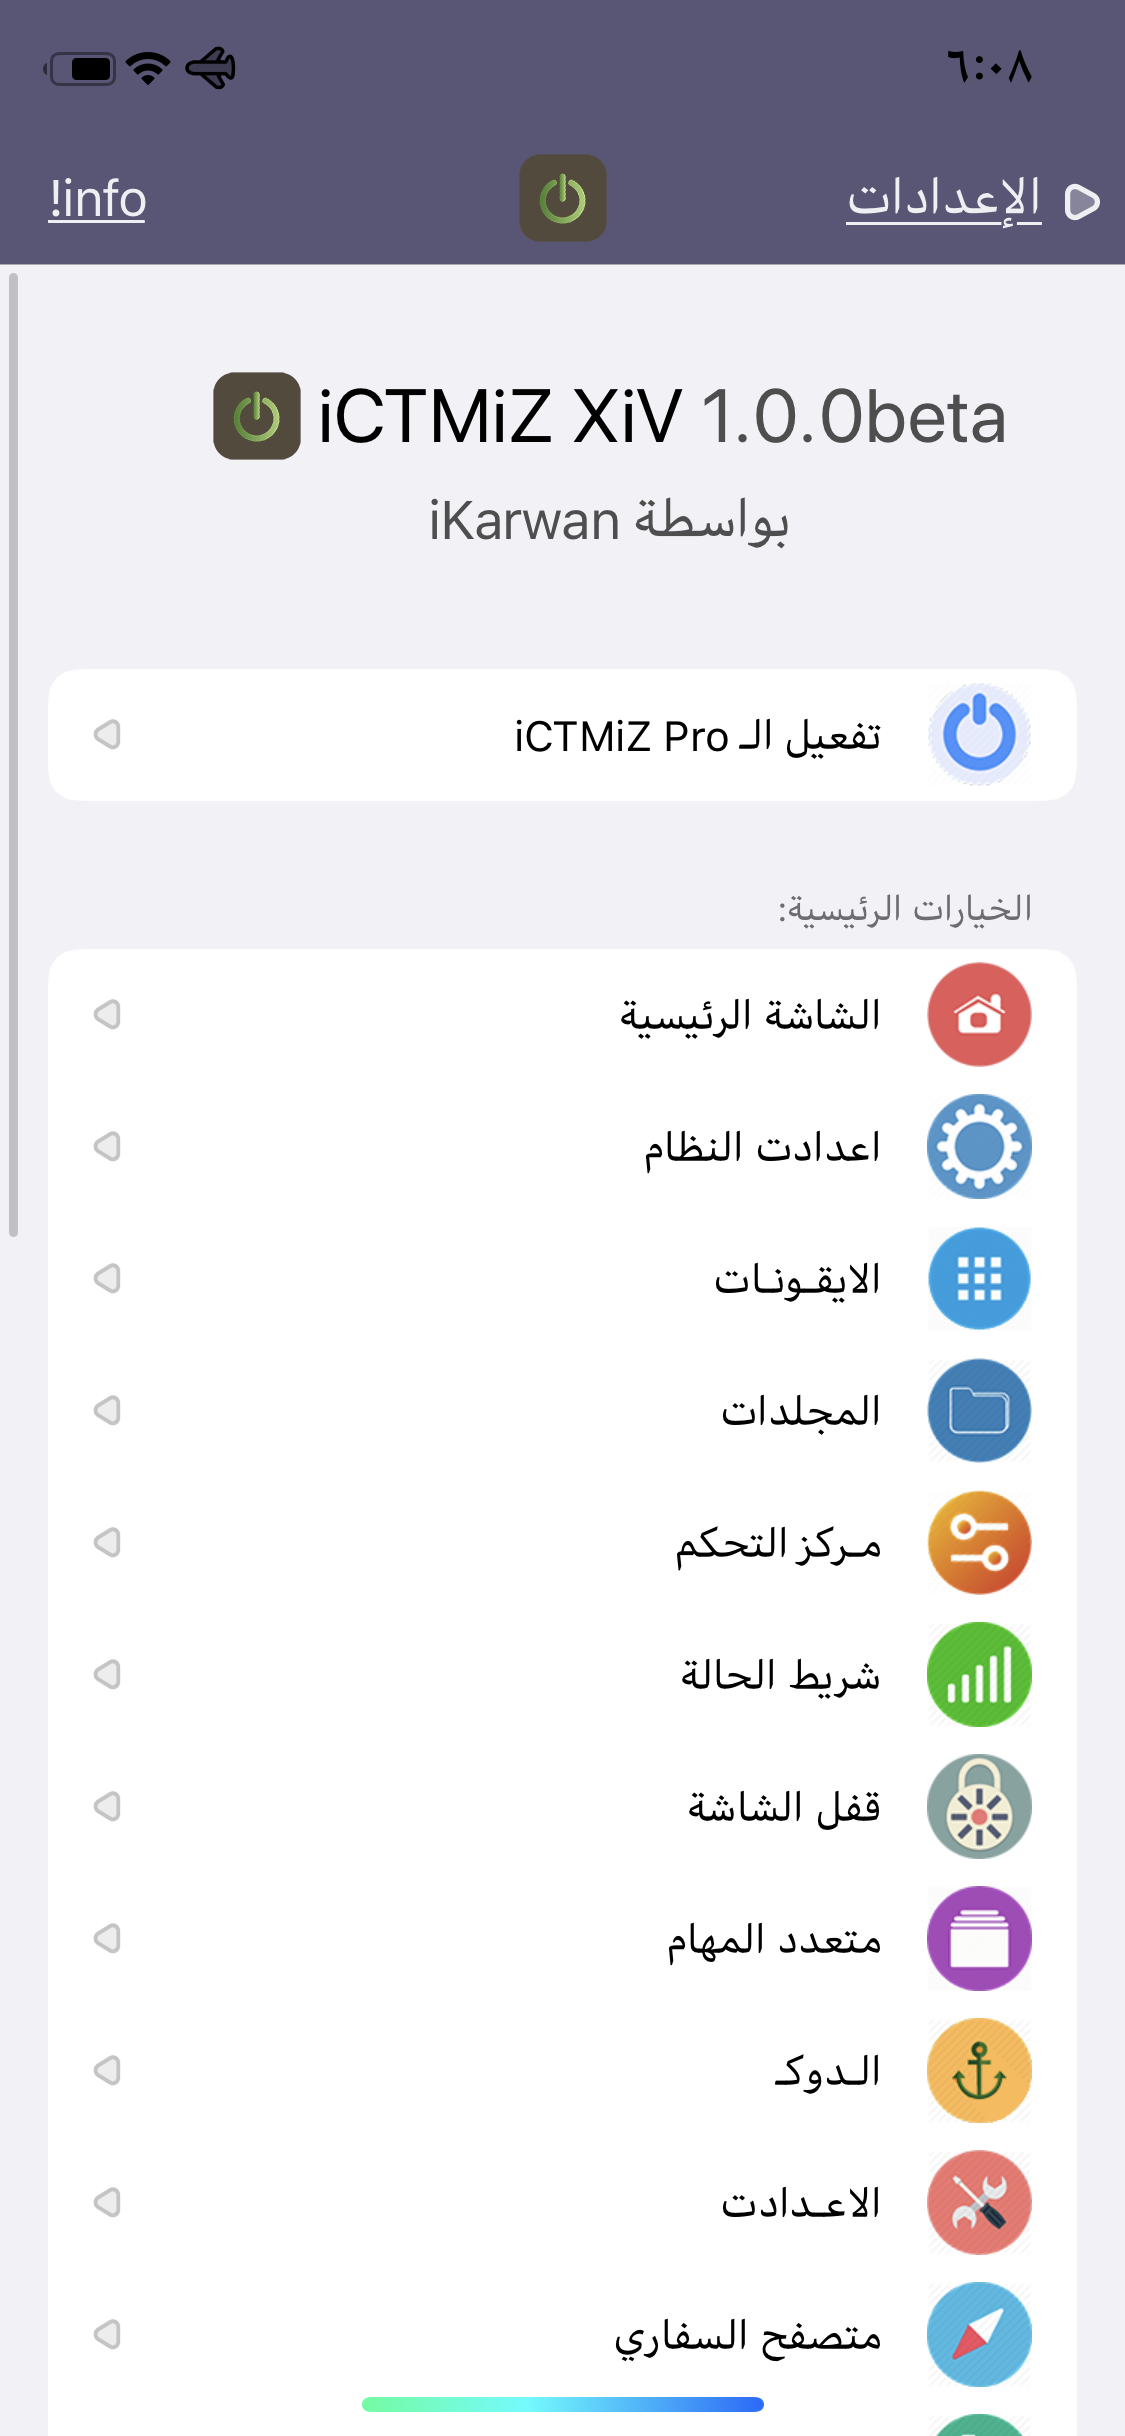 ٦:٠٨
الإعدادات
info!
iCTMiZ XiV 1.0.0beta
بواسطة iKarwan
تفعيل الـ iCTMiZ Pro
الخيارات الرئيسية:
الشاشة الرئيسية
اعدادت النظام
الايقـونـات
المجلدات
مـركز التحكم
شريط الحالة
قفل الشاشة
متعدد المهام
الـدوكـ
الاعـدادت
متصفح السفاري